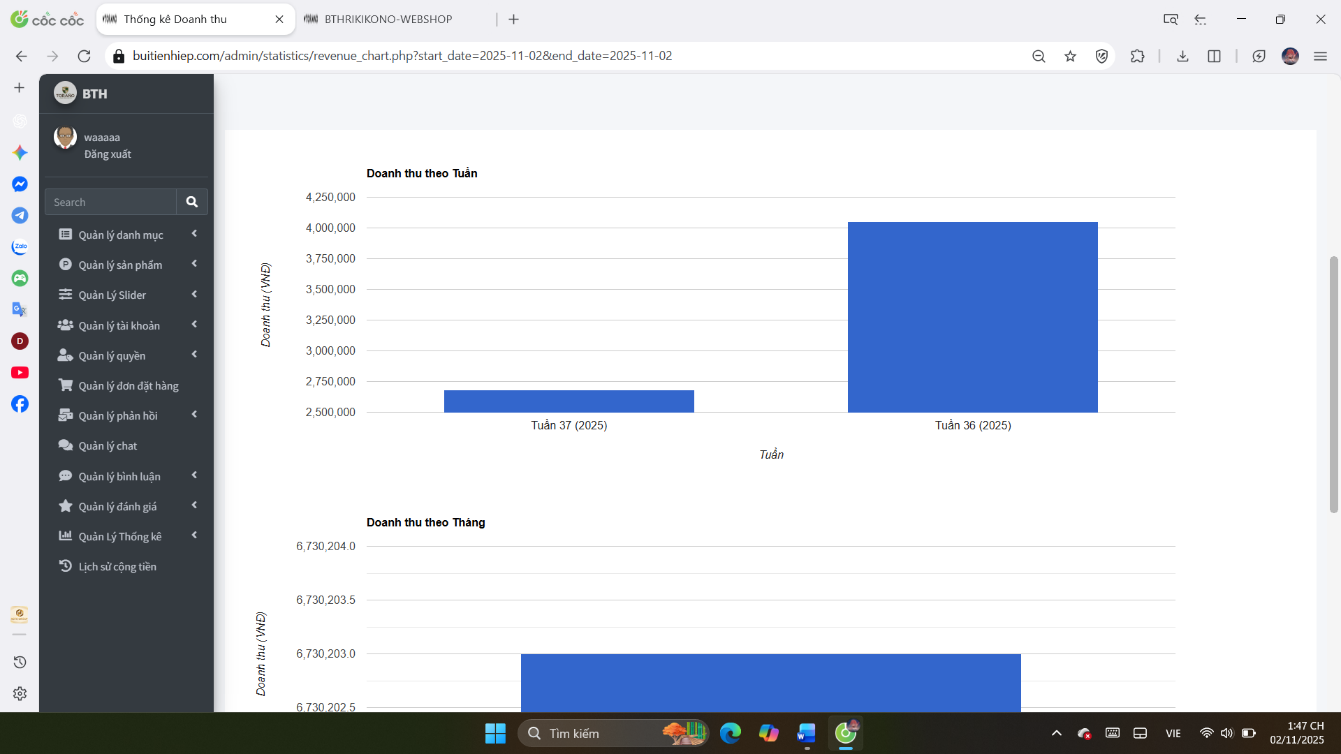 cốc cốc
Thống kê Doanh thu
BTHRIKIKONO-WEBSHOP
buitienhiep.com/admin/statistics/revenue_chart.php?start_date=2025-11-02&end_date=2025-11-02
BTH
waaaaa
Đăng xuất
Search
Quản lý danh mục
Quản lý sản phẩm
Quản Lý Slider
Quản lý tài khoản
Quản lý quyền
Quản lý đơn đặt hàng
Quản lý phản hồi
Quản lý chat
Quản lý bình luận
Quản lý đánh giá
Quản Lý Thống kê
Lịch sử cộng tiền
Zalo
D
Doanh thu theo Tuần
Doanh thu (VNĐ)
4,250,000
4,000,000
3,750,000
3,500,000
3,250,000
3,000,000
2,750,000
2,500,000
Tuần 37 (2025)
Tuần 36 (2025)
Tuần
Doanh thu theo Tháng
Doanh thu (VNĐ)
6,730,204.0
6,730,203.5
6,730,203.0
6,730,202.5
Tìm kiếm
VIE
1:47 CH
02/11/2025